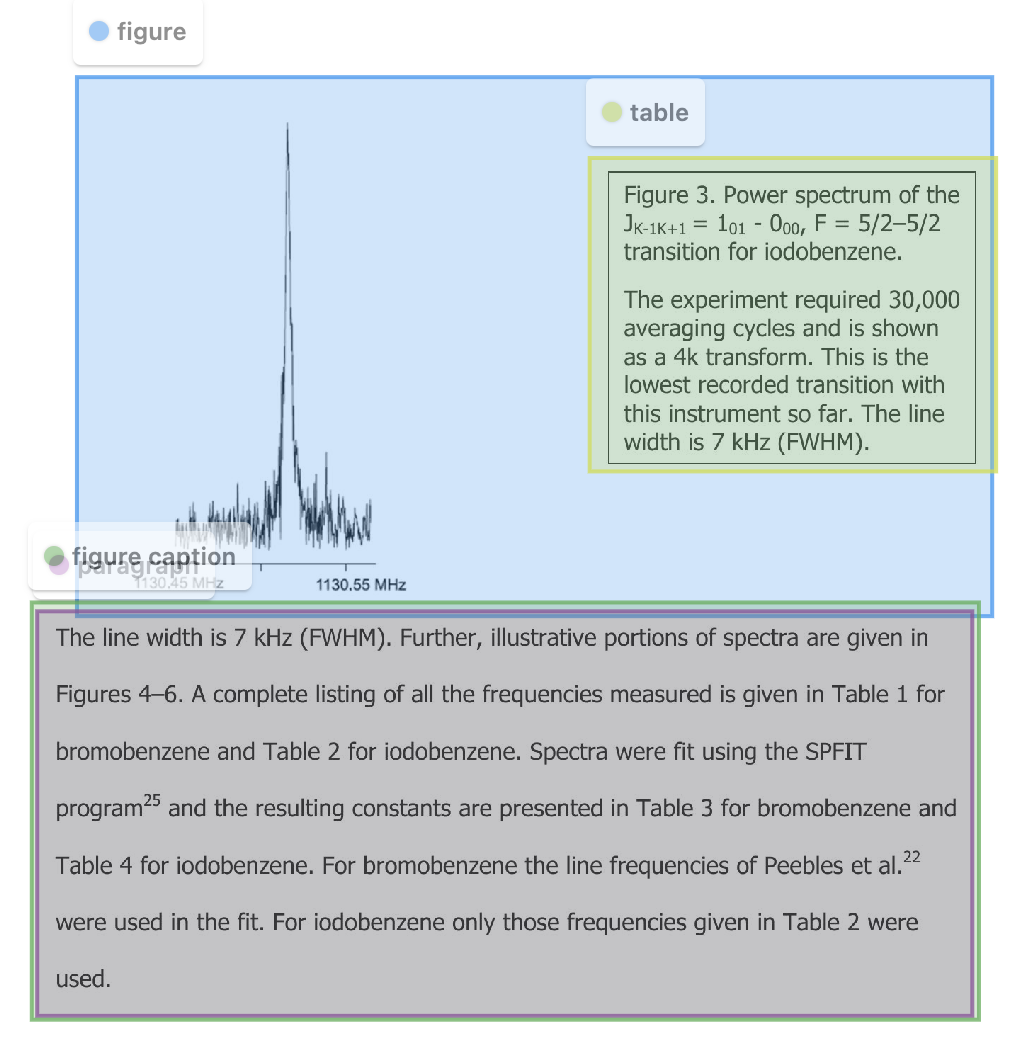 figure
table
Figure 3. Power spectrum of the
J_K-1K+1 = 1_01 - 0_00, F = 5/2–5/2
transition for iodobenzene.
The experiment required 30,000
averaging cycles and is shown
as a 4k transform. This is the
lowest recorded transition with
this instrument so far. The line
width is 7 kHz (FWHM).
figure caption
paragraph
1130.45 MHz
1130.55 MHz
The line width is 7 kHz (FWHM). Further, illustrative portions of spectra are given in
Figures 4–6. A complete listing of all the frequencies measured is given in Table 1 for
bromobenzene and Table 2 for iodobenzene. Spectra were fit using the SPFIT
program²⁵ and the resulting constants are presented in Table 3 for bromobenzene and
Table 4 for iodobenzene. For bromobenzene the line frequencies of Peebles et al.²²
were used in the fit. For iodobenzene only those frequencies given in Table 2 were
used.